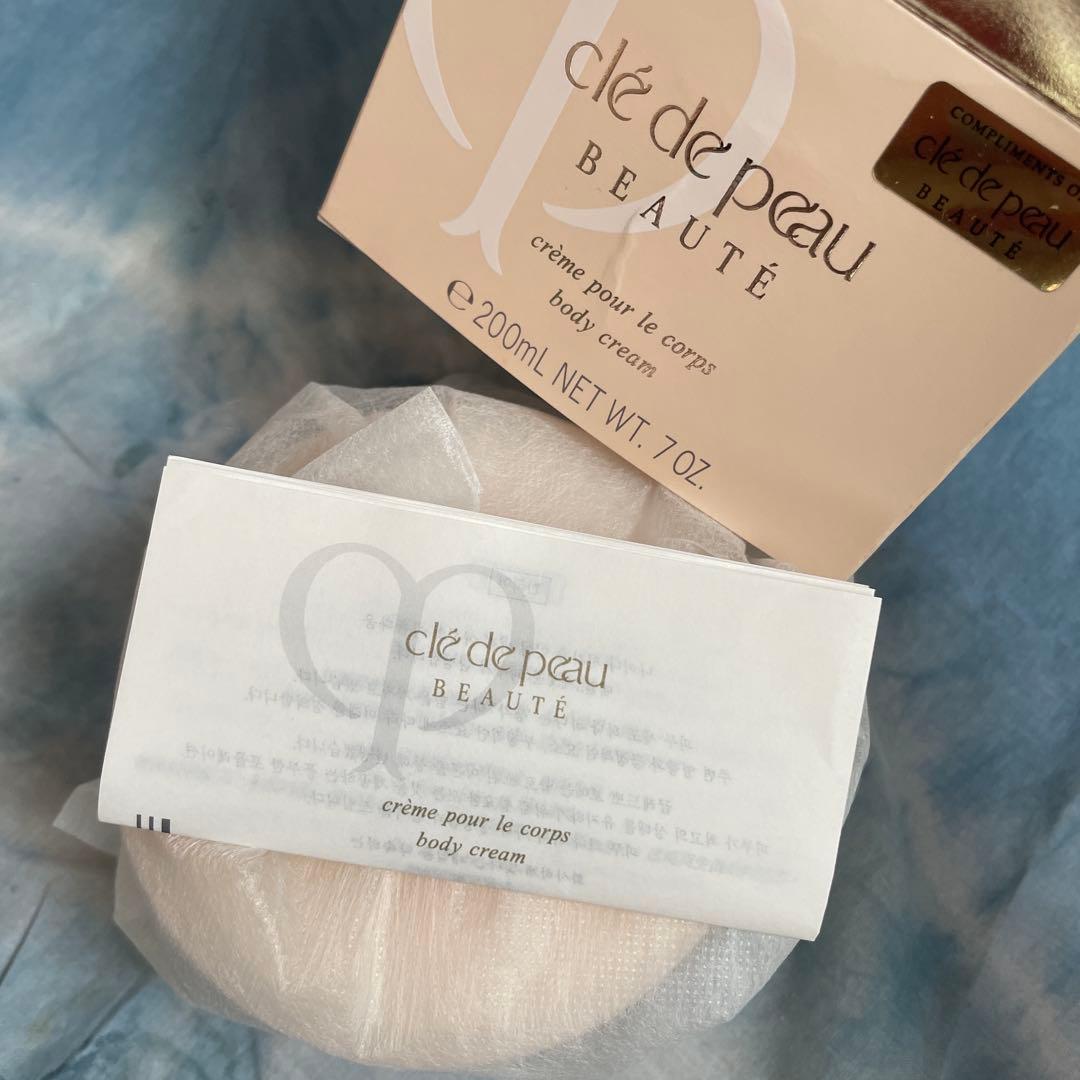 clé de peau
BEAUTÉ
crème pour le corps
body cream
℮ 200mL NET WT. 7 OZ.
COMPLIMENTS O
clé de peau
BEAUTÉ
clé de peau
BEAUTÉ
crème pour le corps
body cream